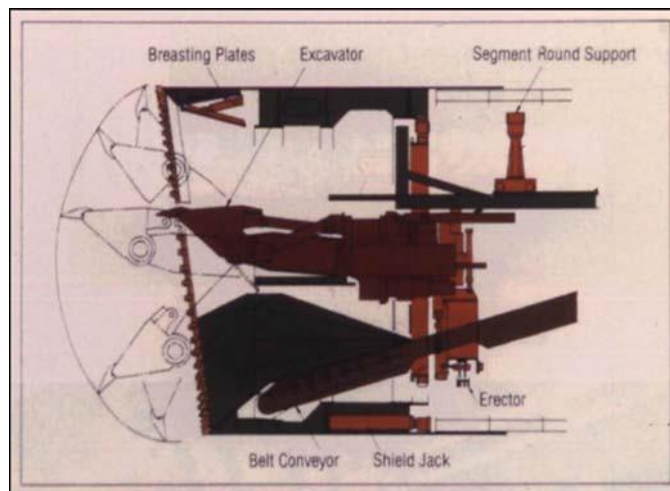 Breasting Plates
Excavator
Segment Round Support
Erector
Belt Conveyor
Shield Jack